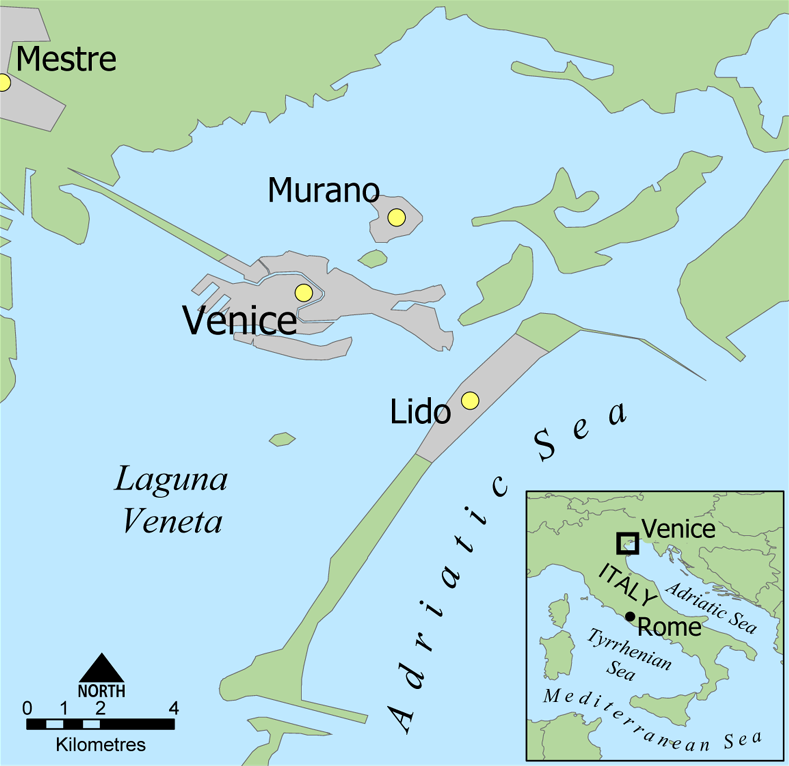 Mestre
Murano
Venice
Lido
Laguna
Veneta
Adriatic Sea
NORTH
0 1 2 4
Kilometres
Venice
ITALY
Adriatic Sea
Rome
Tyrrhenian
Sea
Mediterranean Sea